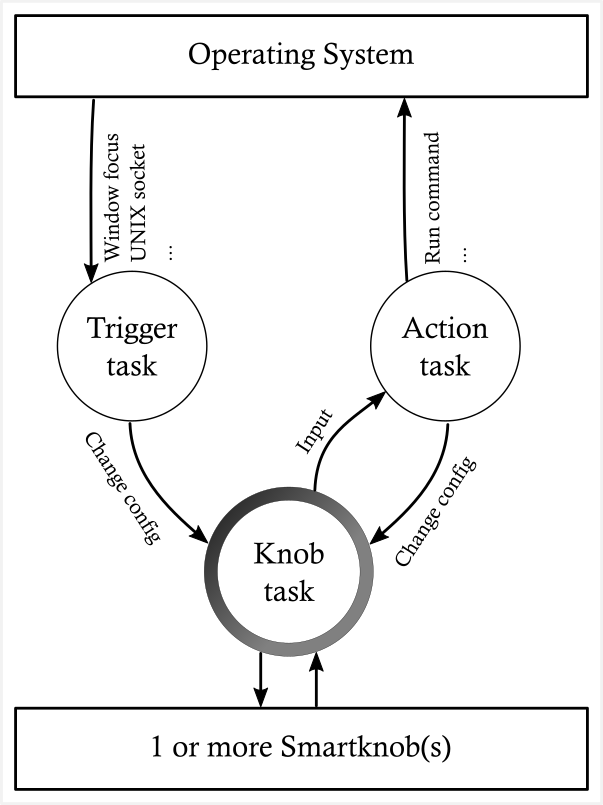 Operating System
Window focus
UNIX socket
...
Run command
...
Trigger
task
Action
task
Change config
Input
Change config
Knob
task
1 or more Smartknob(s)